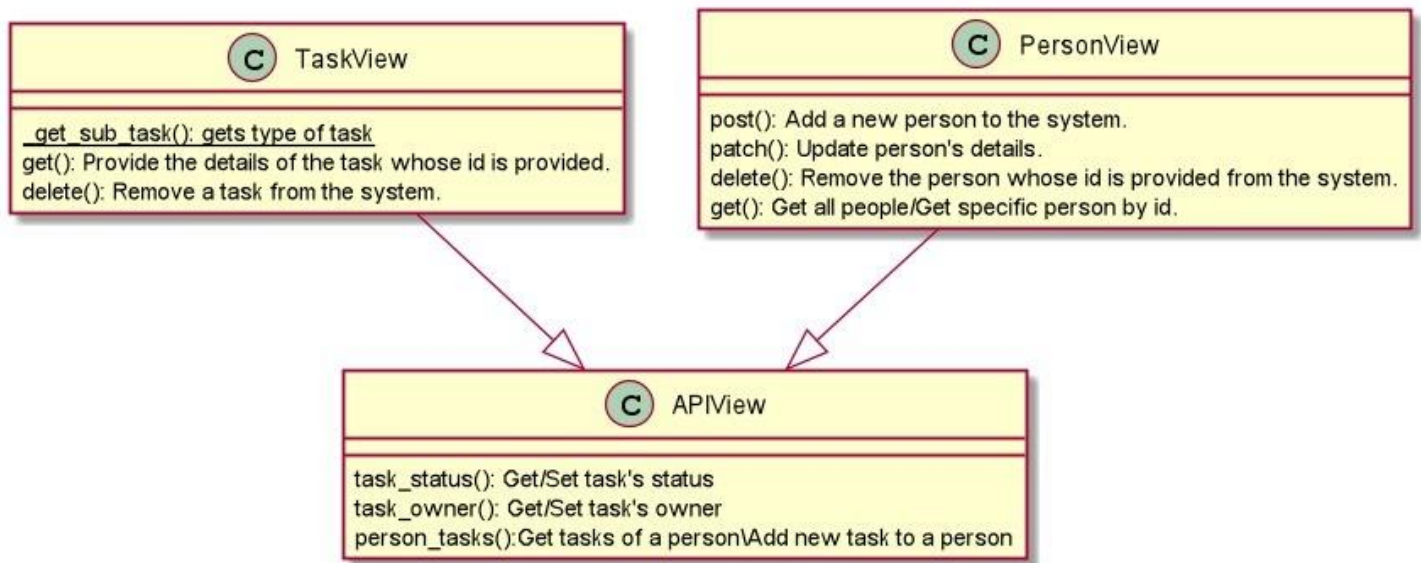 C TaskView
_get_sub_task(): gets type of task
get(): Provide the details of the task whose id is provided.
delete(): Remove a task from the system.
C PersonView
post(): Add a new person to the system.
patch(): Update person's details.
delete(): Remove the person whose id is provided from the system.
get(): Get all people/Get specific person by id.
C APIView
task_status(): Get/Set task's status
task_owner(): Get/Set task's owner
person_tasks():Get tasks of a person\Add new task to a person